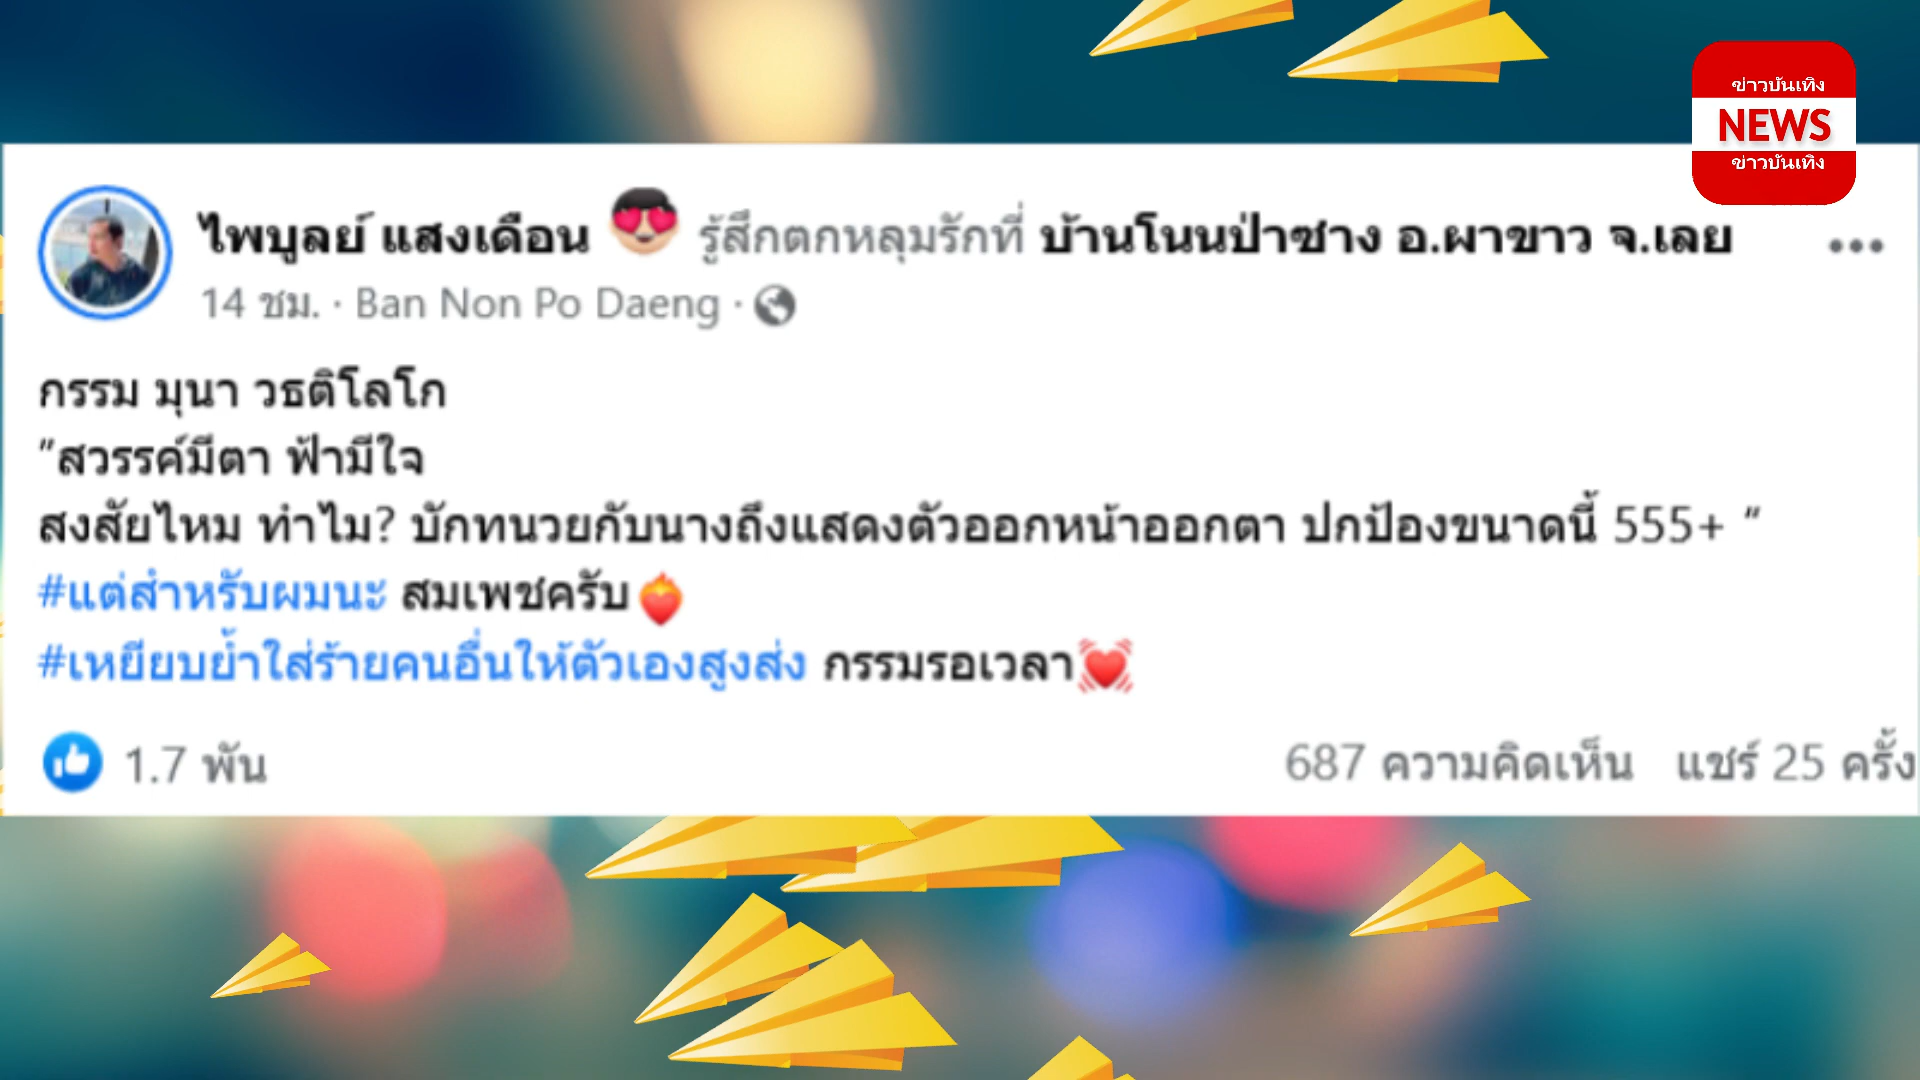 ข่าวบันเทิง
NEWS
ข่าวบันเทิง
ไพบูลย์ แสงเดือน รู้สึกตกหลุมรักที่ บ้านโนนป่าซาง อ.ผาขาว จ.เลย
14 ชม. · Ban Non Po Daeng ·
กรรม มุนา วธติโลโก
"สวรรค์มีตา ฟ้ามีใจ
สงสัยไหม ทำไม? บักทนวยกับนางถึงแสดงตัวออกหน้าออกตา ปกป้องขนาดนี้ 555+ "
#แต่สำหรับผมนะ สมเพชครับ❤️‍🔥
#เหยียบย่ำใส่ร้ายคนอื่นให้ตัวเองสูงส่ง กรรมรอเวลา💓
1.7 พัน
687 ความคิดเห็น แชร์ 25 ครั้ง